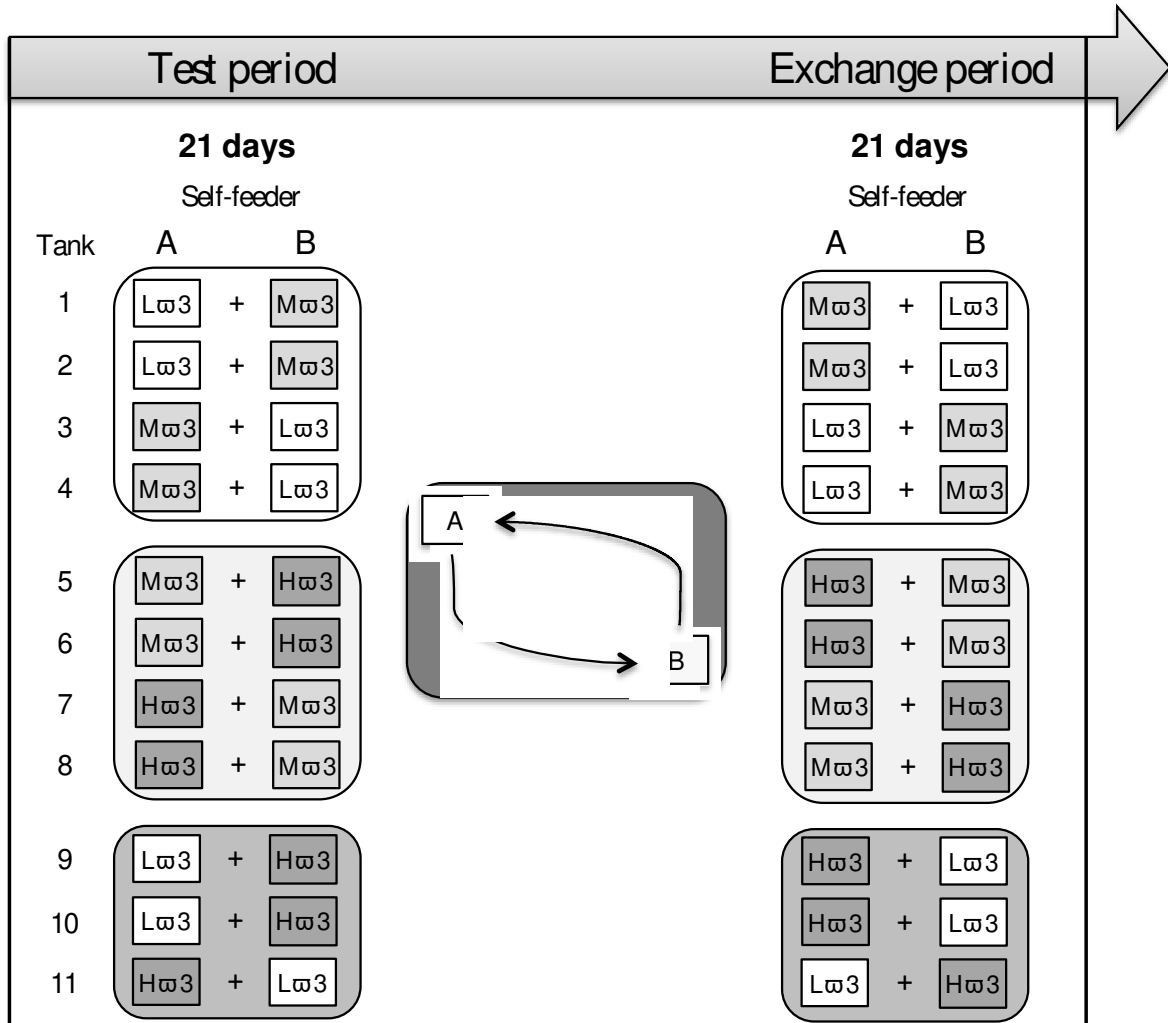 Test period Exchange period
21 days 21 days
Self-feeder Self-feeder
Tank A B A B
1 Lϖ3 + Mϖ3 Mϖ3 + Lϖ3
2 Lϖ3 + Mϖ3 Mϖ3 + Lϖ3
3 Mϖ3 + Lϖ3 Lϖ3 + Mϖ3
4 Mϖ3 + Lϖ3 Lϖ3 + Mϖ3
A
5 Mϖ3 + Hϖ3 Hϖ3 + Mϖ3
6 Mϖ3 + Hϖ3 Hϖ3 + Mϖ3
B
7 Hϖ3 + Mϖ3 Mϖ3 + Hϖ3
8 Hϖ3 + Mϖ3 Mϖ3 + Hϖ3
9 Lϖ3 + Hϖ3 Hϖ3 + Lϖ3
10 Lϖ3 + Hϖ3 Hϖ3 + Lϖ3
11 Hϖ3 + Lϖ3 Lϖ3 + Hϖ3